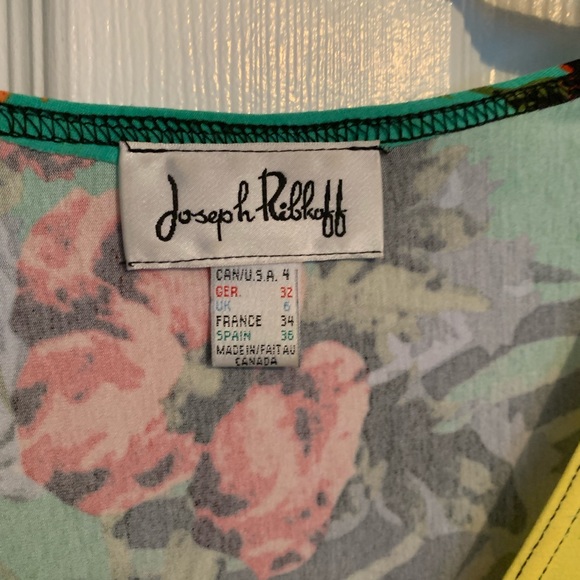 Joseph Ribkoff
CAN/U.S.A. 4
GER. 32
UK 6
FRANCE 34
SPAIN 36
MADE IN/FAIT AU
CANADA